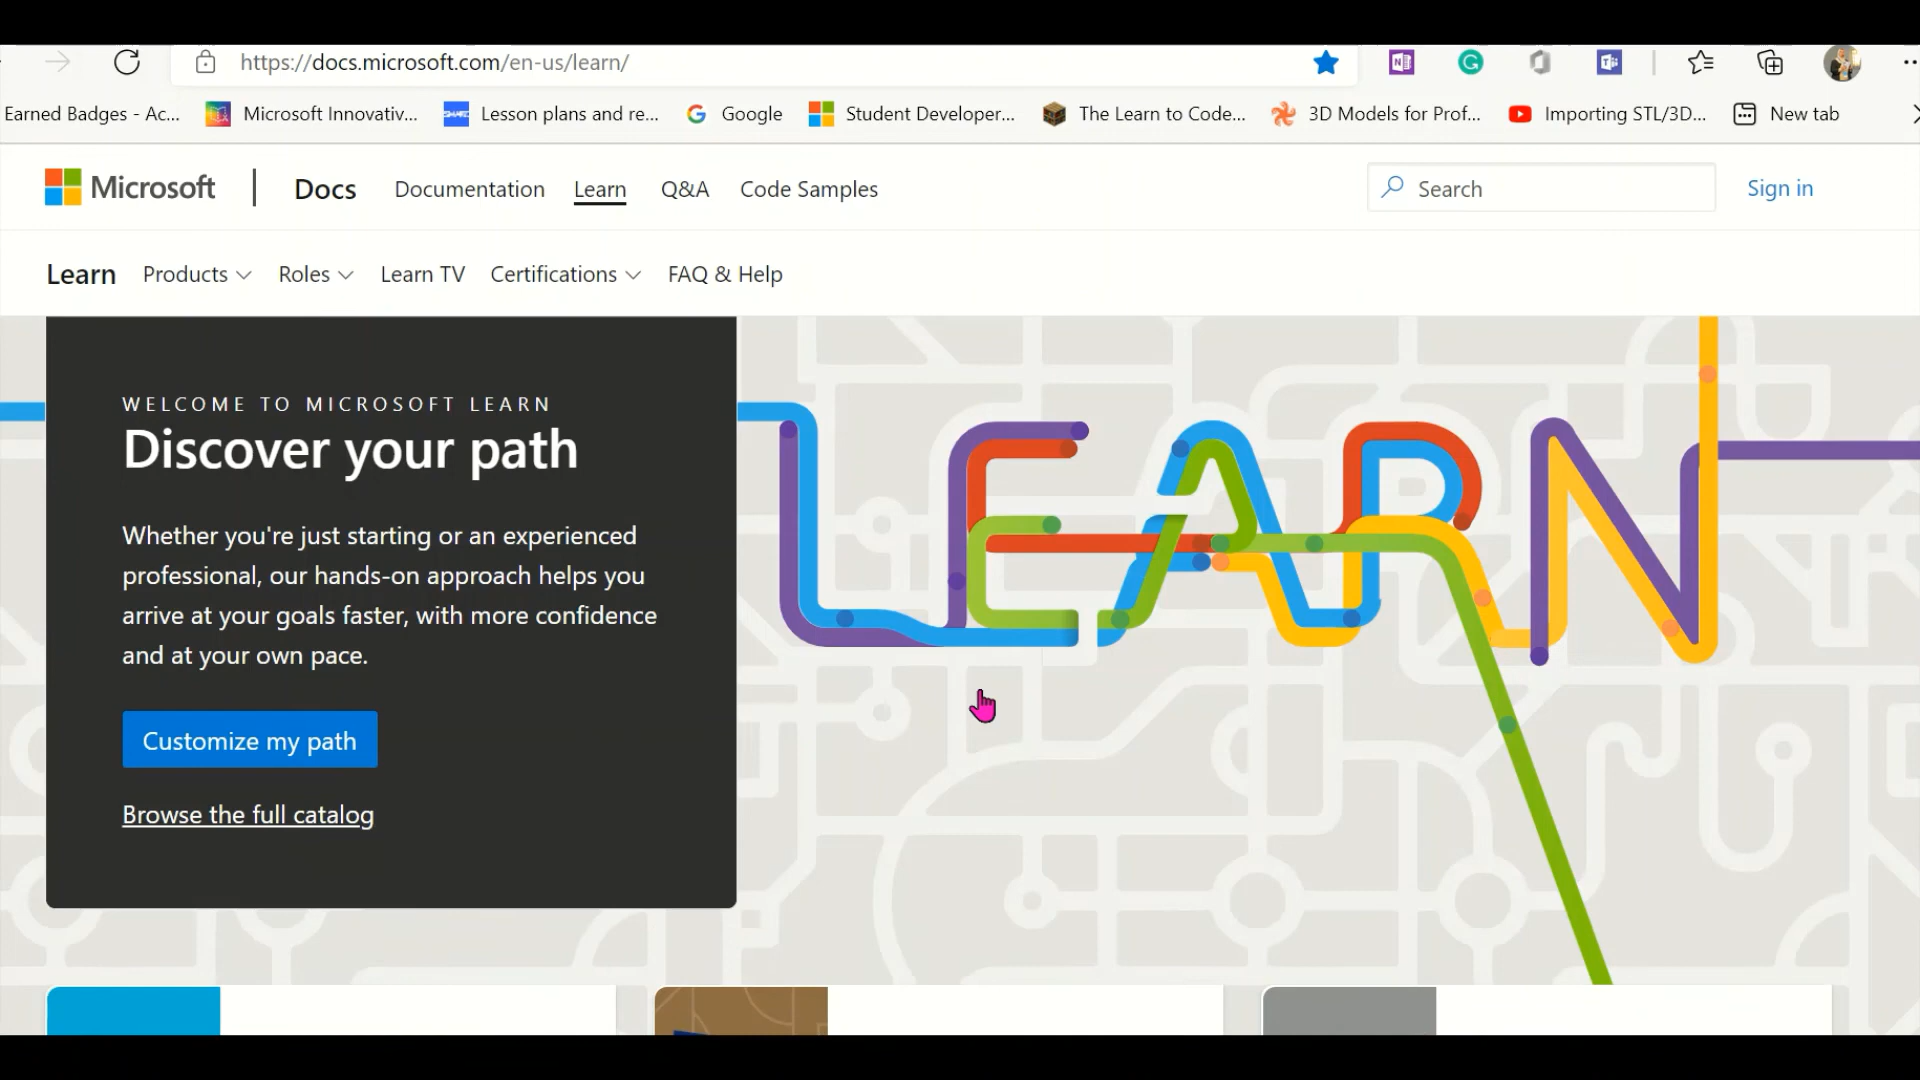 https://docs.microsoft.com/en-us/learn/
Earned Badges - Ac... Microsoft Innovativ... Lesson plans and re... Google Student Developer... The Learn to Code... 3D Models for Prof... Importing STL/3D... New tab
Microsoft Docs Documentation Learn Q&A Code Samples Search Sign in
Learn Products Roles Learn TV Certifications FAQ & Help
WELCOME TO MICROSOFT LEARN
Discover your path
Whether you're just starting or an experienced
professional, our hands-on approach helps you
arrive at your goals faster, with more confidence
and at your own pace.
Customize my path
Browse the full catalog
LEARN